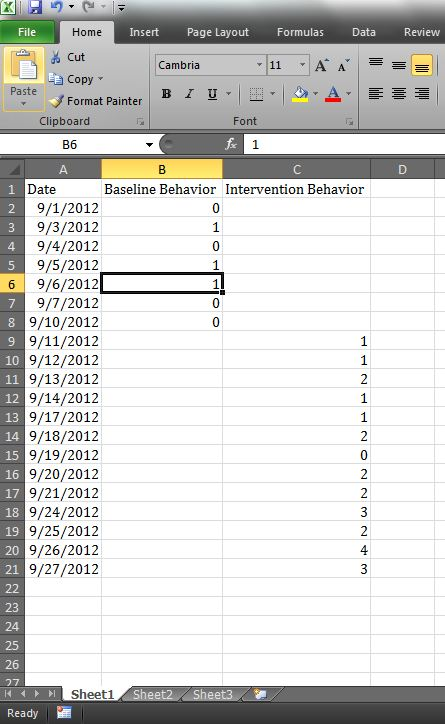 File Home Insert Page Layout Formulas Data Review
Cut
Copy
Format Painter
Paste
Cambria 11 A A
B I U A
Clipboard Font
B6 fx 1
A B C D
1 Date Baseline Behavior Intervention Behavior
2 9/1/2012 0
3 9/3/2012 1
4 9/4/2012 0
5 9/5/2012 1
6 9/6/2012 1
7 9/7/2012 0
8 9/10/2012 0
9 9/11/2012 1
10 9/12/2012 1
11 9/13/2012 2
12 9/14/2012 1
13 9/17/2012 1
14 9/18/2012 2
15 9/19/2012 0
16 9/20/2012 2
17 9/21/2012 2
18 9/24/2012 3
19 9/25/2012 2
20 9/26/2012 4
21 9/27/2012 3
22
23
24
25
26
27
Sheet1 Sheet2 Sheet3
Ready